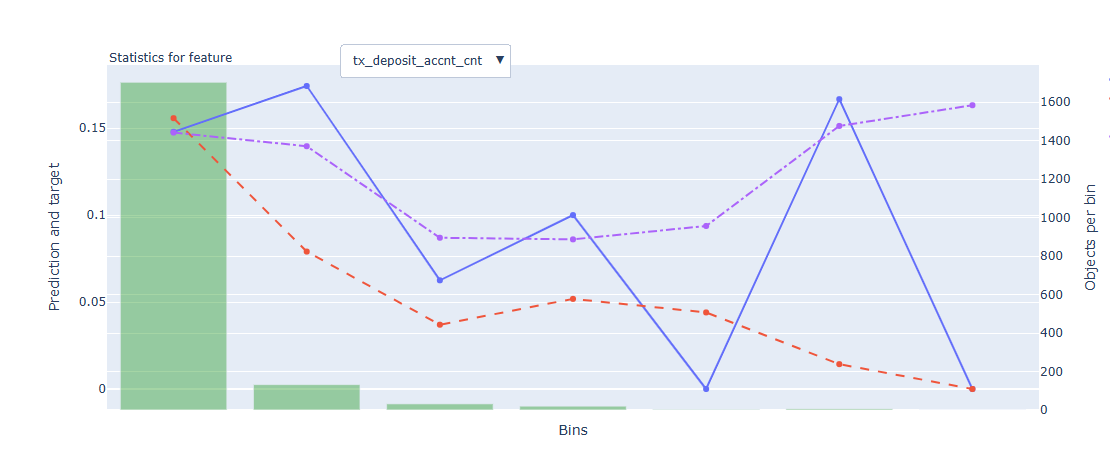 Statistics for feature
tx_deposit_accnt_cnt ▼
Prediction and target
0.15
0.1
0.05
0
1600
1400
1200
1000
800
600
400
200
0
Objects per bin
Bins